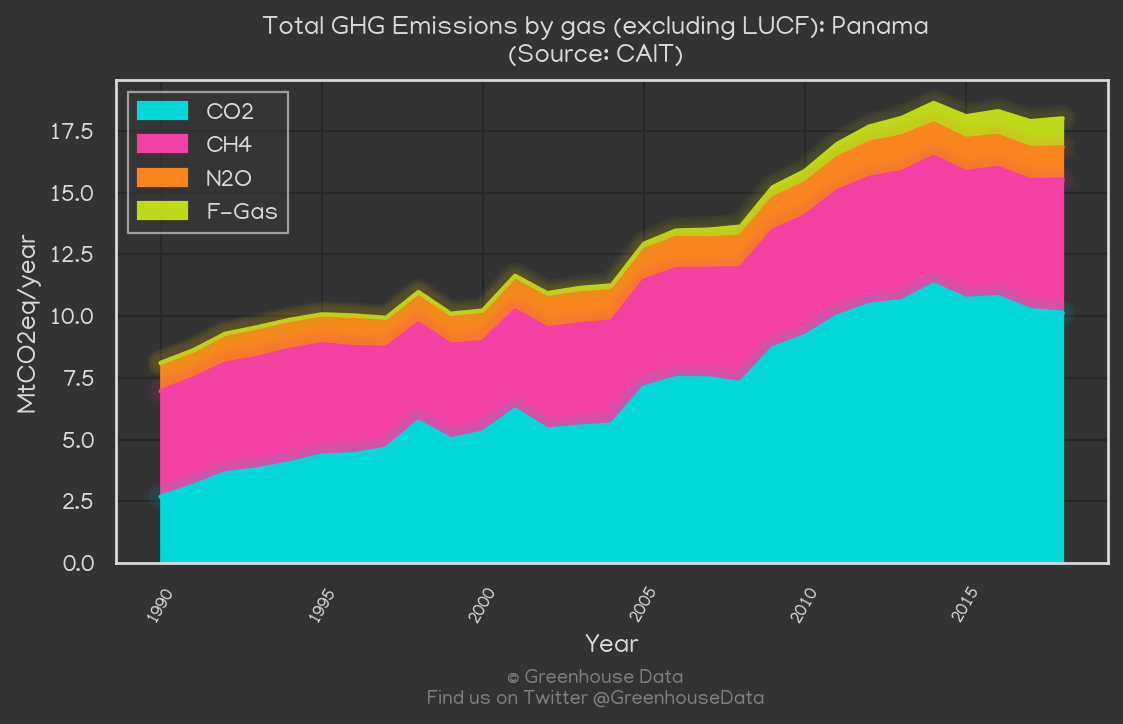 Total GHG Emissions by gas (excluding LUCF): Panama
(Source: CAIT)
CO2
CH4
N2O
F-Gas
MtCO2eq/year
17.5
15.0
12.5
10.0
7.5
5.0
2.5
0.0
1990
1995
2000
2005
2010
2015
Year
© Greenhouse Data
Find us on Twitter @GreenhouseData